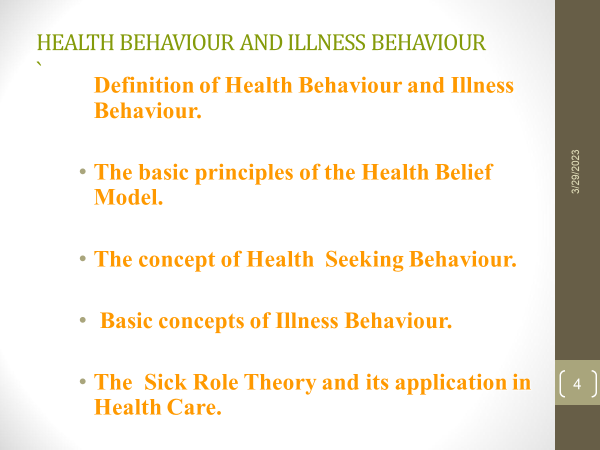 HEALTH BEHAVIOUR AND ILLNESS BEHAVIOUR
`
Definition of Health Behaviour and Illness
Behaviour.
• The basic principles of the Health Belief
Model.
• The concept of Health  Seeking Behaviour.
•  Basic concepts of Illness Behaviour.
• The  Sick Role Theory and its application in
Health Care.
3/29/2023
4